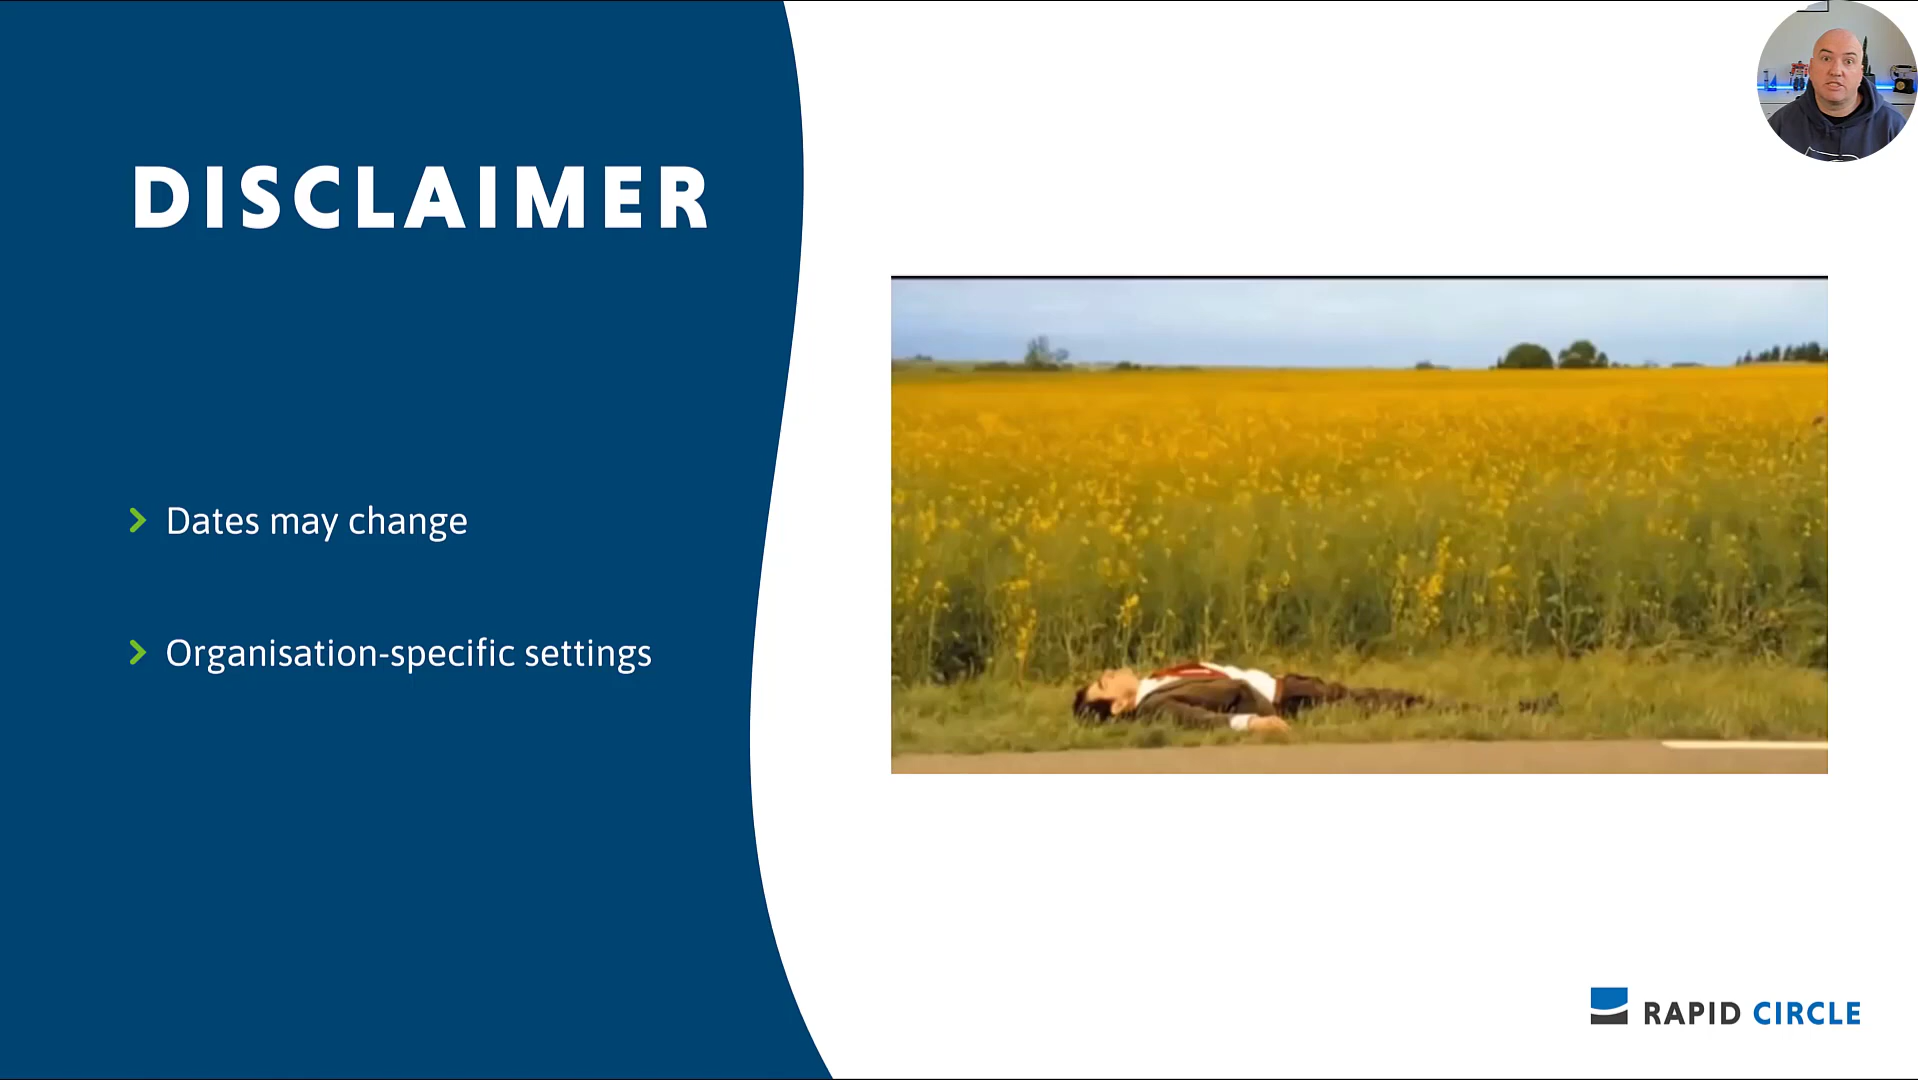 DISCLAIMER
Dates may change
Organisation-specific settings
RAPID CIRCLE